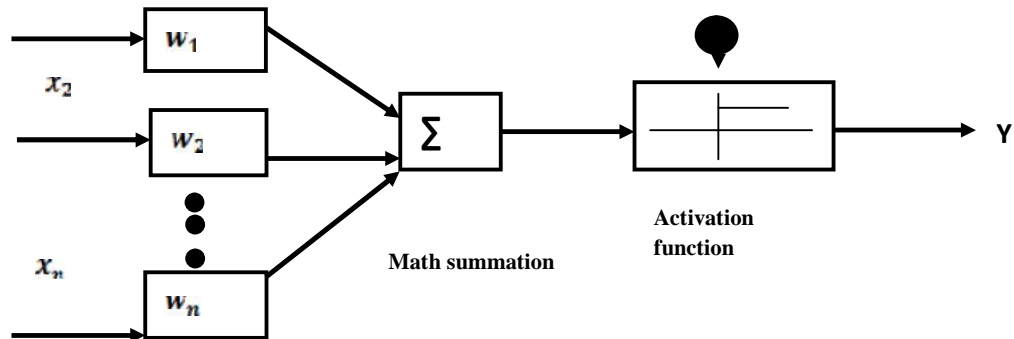 w₁
x₂
w₂
Σ
Y
Activation
function
Math summation
xₙ
wₙ